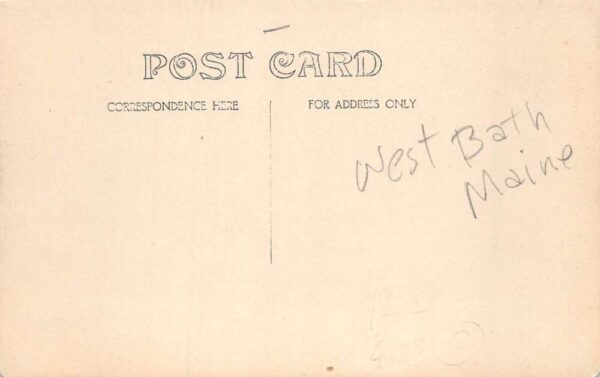 POST CARD
CORRESPONDENCE HERE
FOR ADDRESS ONLY
West Bath
Maine